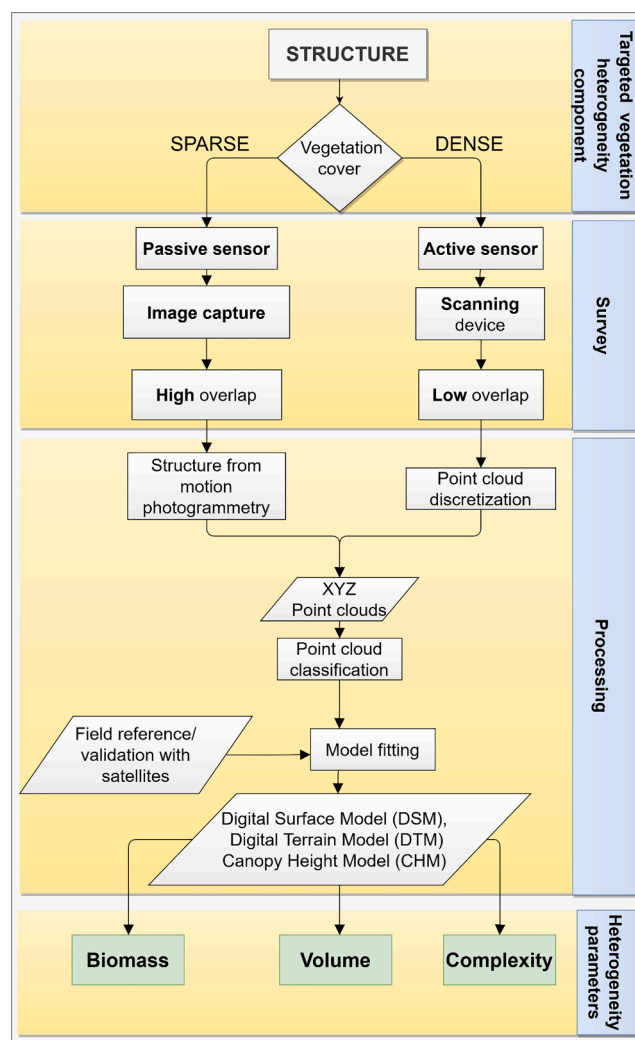 STRUCTURE
Targeted vegetation
heterogeneity
component
SPARSE
Vegetation
cover
DENSE
Passive sensor
Active sensor
Survey
Image capture
Scanning
device
High overlap
Low overlap
Structure from
motion
photogrammetry
Point cloud
discretization
Processing
XYZ
Point clouds
Point cloud
classification
Field reference/
validation with
satellites
Model fitting
Digital Surface Model (DSM),
Digital Terrain Model (DTM)
Canopy Height Model (CHM)
Heterogeneity
parameters
Biomass
Volume
Complexity